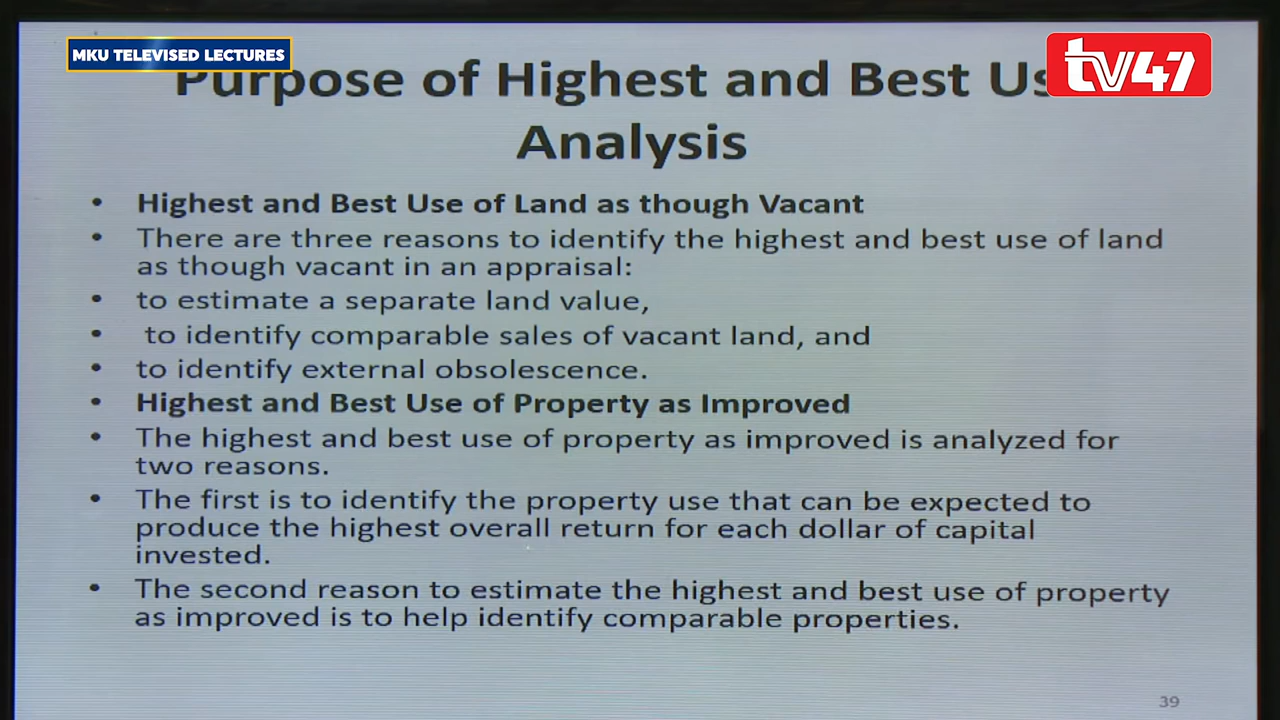 MKU TELEVISED LECTURES
tv47
Purpose of Highest and Best Us
Analysis
• Highest and Best Use of Land as though Vacant
• There are three reasons to identify the highest and best use of land
as though vacant in an appraisal:
• to estimate a separate land value,
• to identify comparable sales of vacant land, and
• to identify external obsolescence.
• Highest and Best Use of Property as Improved
• The highest and best use of property as improved is analyzed for
two reasons.
• The first is to identify the property use that can be expected to
produce the highest overall return for each dollar of capital
invested.
• The second reason to estimate the highest and best use of property
as improved is to help identify comparable properties.
39